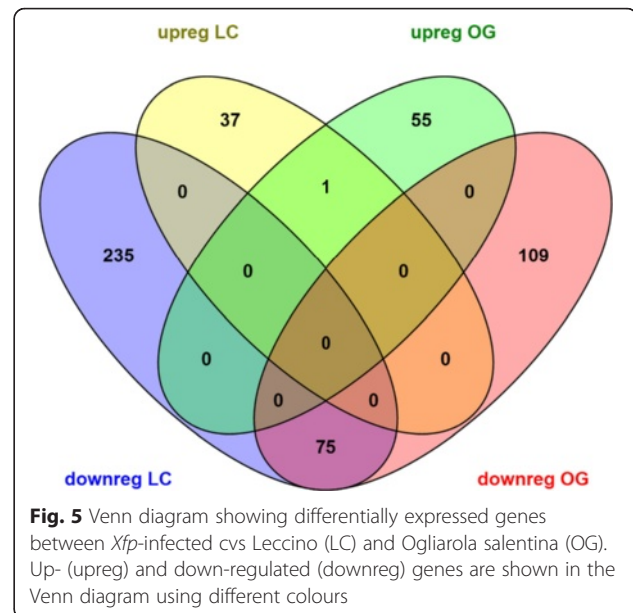 upreg LC upreg OG
37 55
0 1 0
235 109
0 0
0
0 0
0 0
75
downreg LC downreg OG
Fig. 5 Venn diagram showing differentially expressed genes
between Xfp-infected cvs Leccino (LC) and Ogliarola salentina (OG).
Up- (upreg) and down-regulated (downreg) genes are shown in the
Venn diagram using different colours